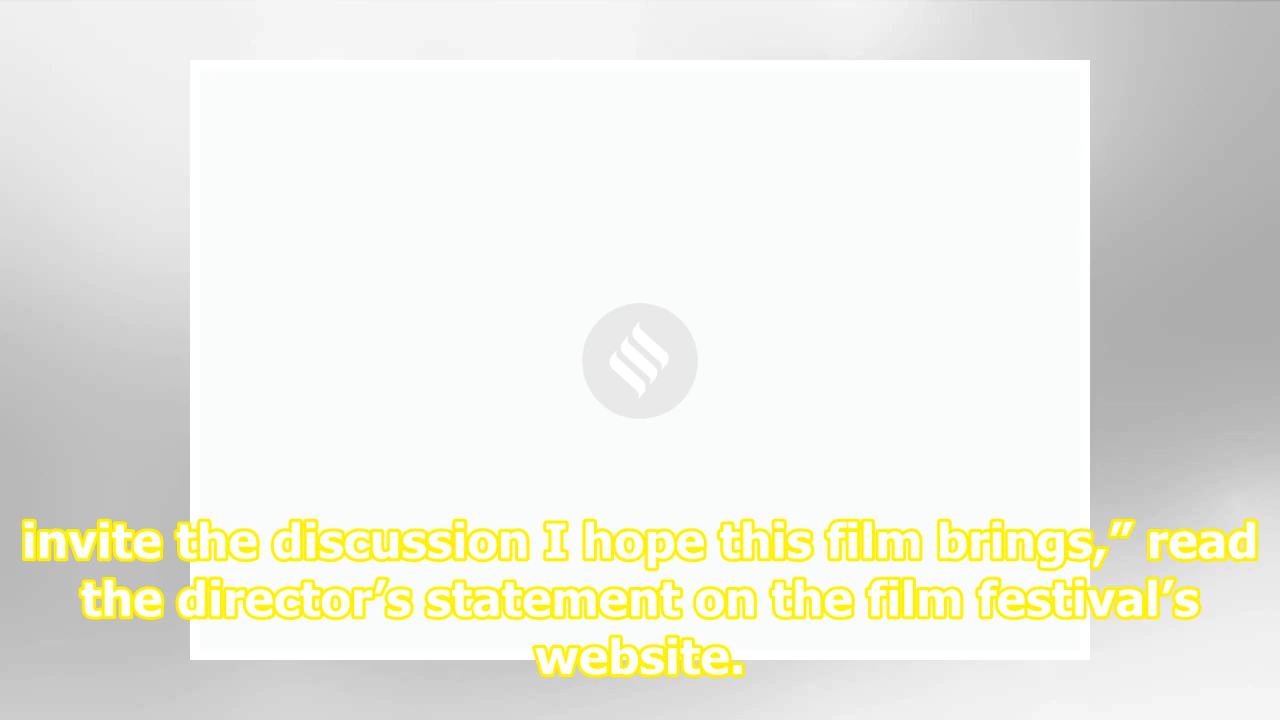 invite the discussion I hope this film brings,” read
the director’s statement on the film festival’s
website.